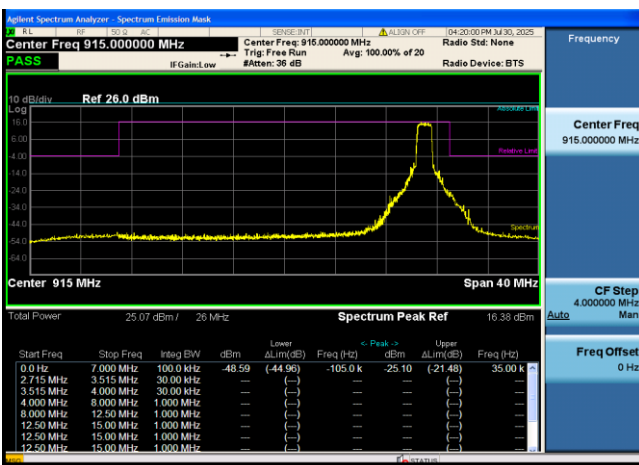 Agilent Spectrum Analyzer - Spectrum Emission Mask
RL RF 50 Ω AC SENSE:INT ALIGN OFF 04:20:00 PM Jul 30, 2025
Center Freq 915.000000 MHz Center Freq: 915.000000 MHz Radio Std: None
Trig: Free Run Avg: 100.00% of 20
PASS IFGain:Low #Atten: 36 dB Radio Device: BTS
10 dB/div Ref 26.0 dBm
Log
Absolute Limit
16.0
6.00
-4.00
Relative Limit
-14.0
-24.0
-34.0
-44.0
Spectrum
-54.0
-64.0
Center 915 MHz Span 40 MHz
Total Power 25.07 dBm / 26 MHz Spectrum Peak Ref 16.38 dBm
Lower <- Peak -> Upper
Start Freq Stop Freq Integ BW dBm ΔLim(dB) Freq (Hz) dBm ΔLim(dB) Freq (Hz)
0.0 Hz 7.000 MHz 100.0 kHz -48.59 (-44.96) -105.0 k -25.10 (-21.48) 35.00 k
2.715 MHz 3.515 MHz 30.00 kHz --- (---) --- --- (---) ---
3.515 MHz 4.000 MHz 30.00 kHz --- (---) --- --- (---) ---
4.000 MHz 8.000 MHz 1.000 MHz --- (---) --- --- (---) ---
8.000 MHz 12.50 MHz 1.000 MHz --- (---) --- --- (---) ---
12.50 MHz 15.00 MHz 1.000 MHz --- (---) --- --- (---) ---
12.50 MHz 15.00 MHz 1.000 MHz --- (---) --- --- (---) ---
12.50 MHz 15.00 MHz 1.000 MHz --- (---) --- --- (---) ---
MSG STATUS
Frequency
Center Freq
915.000000 MHz
CF Step
4.000000 MHz
Auto Man
Freq Offset
0 Hz